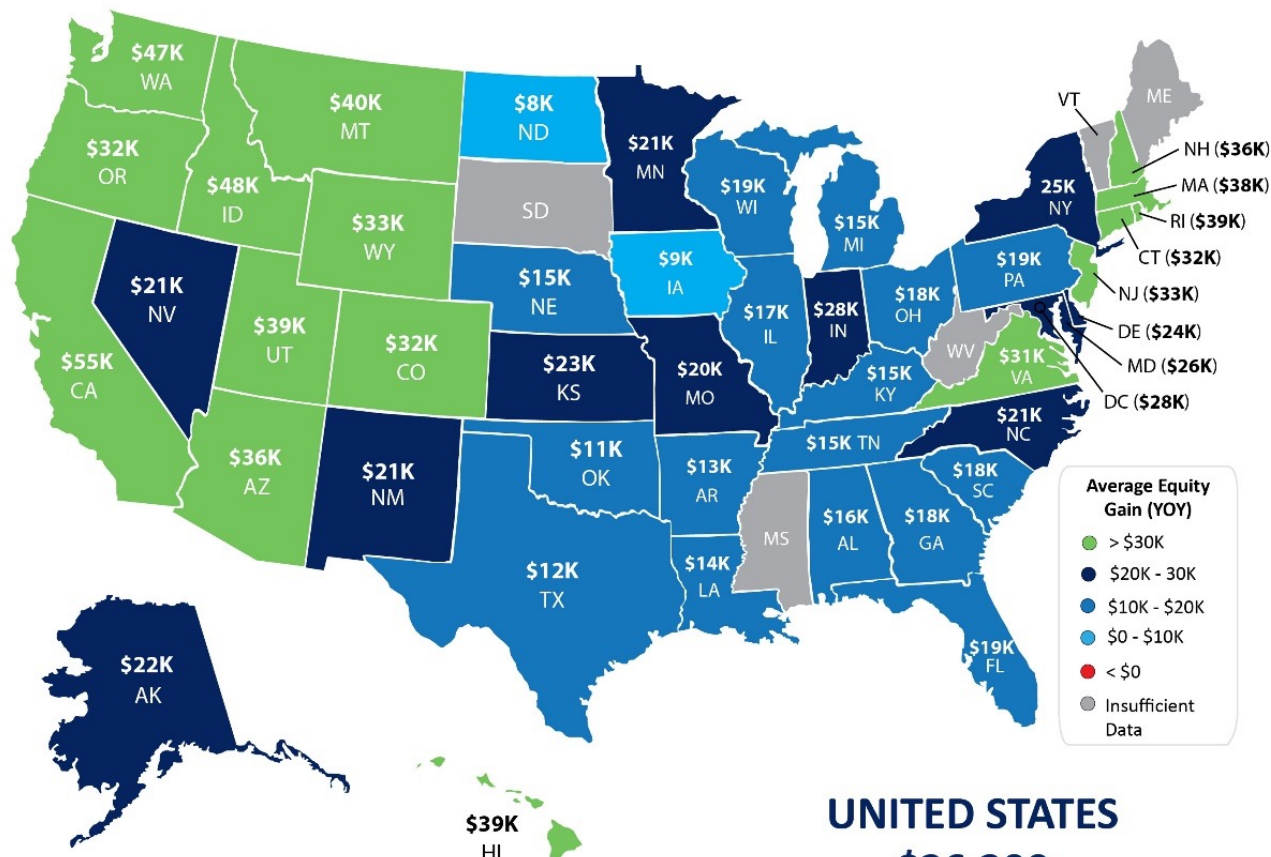 $47K
WA
$40K
MT
$8K
ND
$21K
MN
$32K
OR
$48K
ID
$33K
WY
SD
$19K
WI
$15K
MI
VT
ME
25K
NY
NH ($36K)
MA ($38K)
RI ($39K)
CT ($32K)
NJ ($33K)
DE ($24K)
MD ($26K)
DC ($28K)
$55K
CA
$21K
NV
$39K
UT
$32K
CO
$15K
NE
$9K
IA
$17K
IL
$28K
IN
$18K
OH
$19K
PA
WV
$31K
VA
$23K
KS
$20K
MO
$15K
KY
$21K
NC
$36K
AZ
$21K
NM
$11K
OK
$13K
AR
$15K TN
$18K
SC
$12K
TX
$14K
LA
MS
$16K
AL
$18K
GA
$19K
FL
$22K
AK
$39K
HI
Average Equity
Gain (YOY)
> $30K
$20K - 30K
$10K - $20K
$0 - $10K
< $0
Insufficient
Data
UNITED STATES